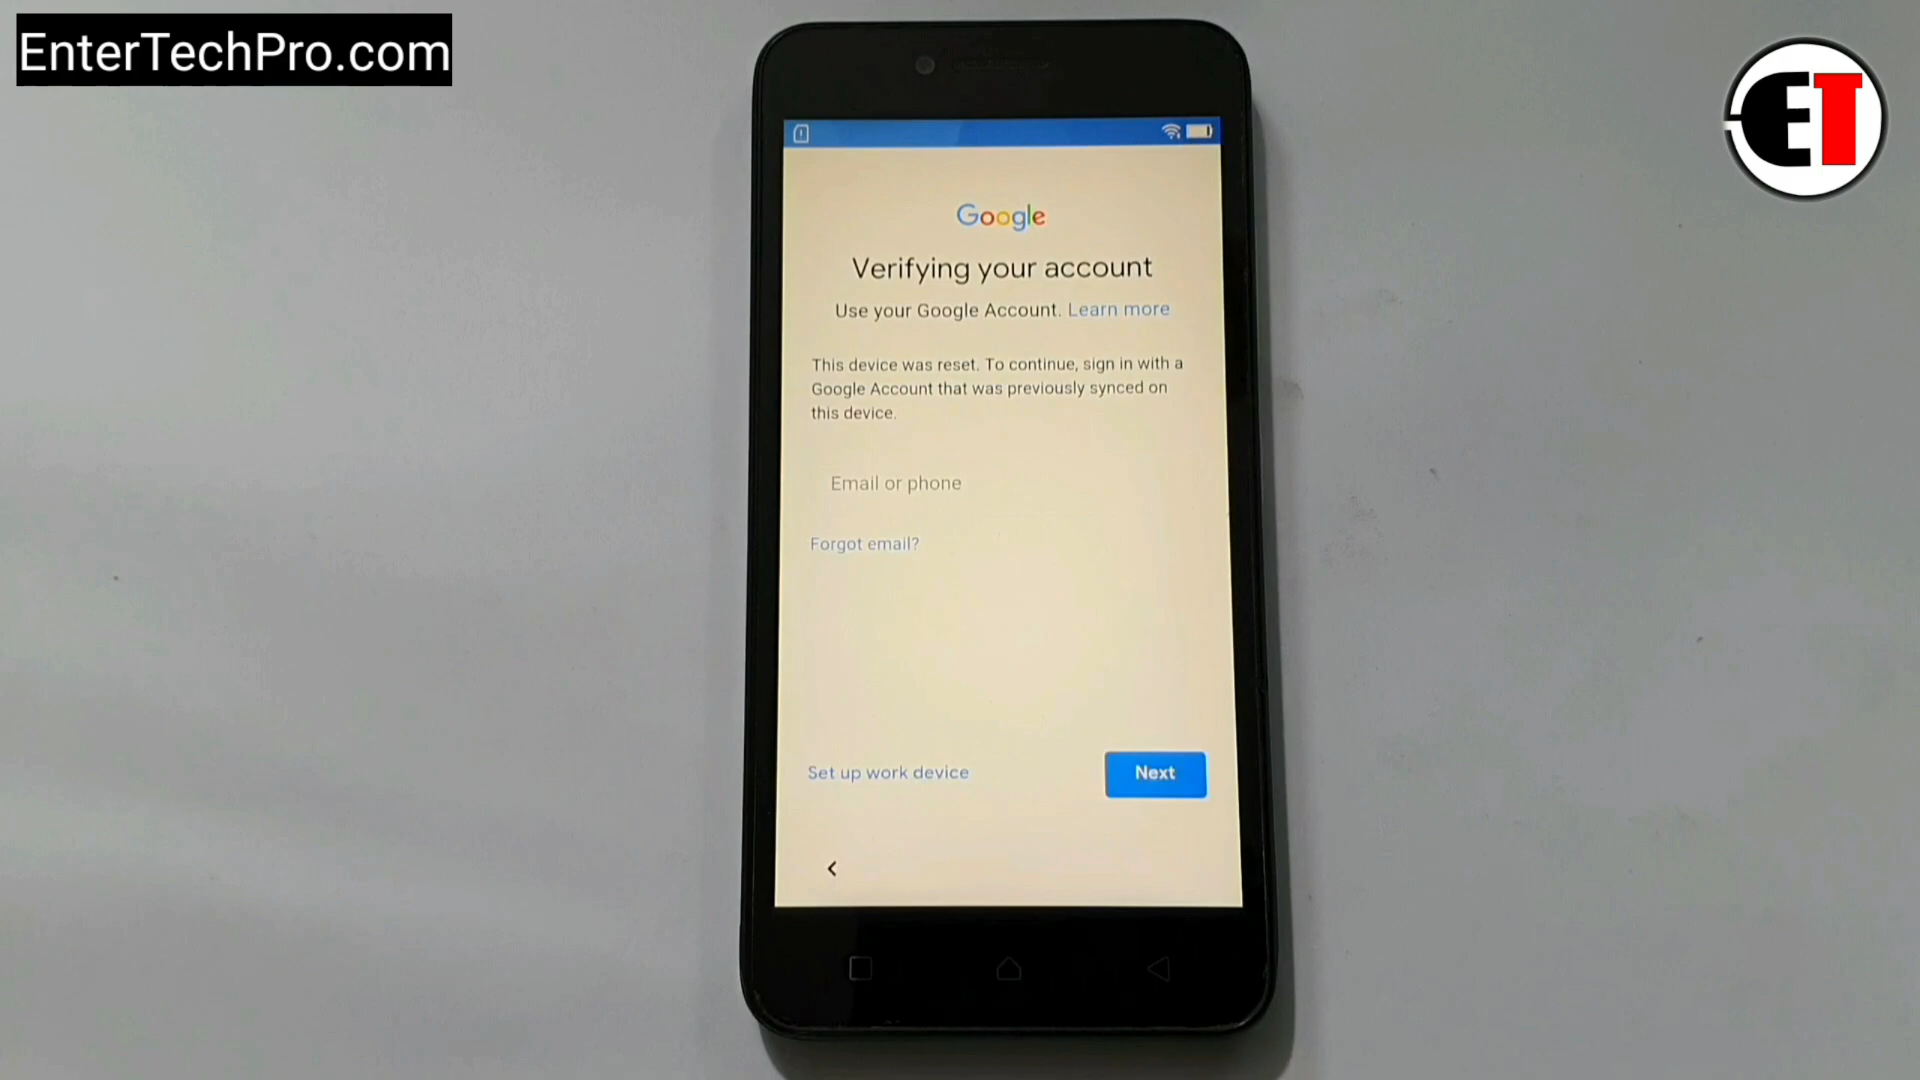 EnterTechPro.com
ET
Google
Verifying your account
Use your Google Account. Learn more
This device was reset. To continue, sign in with a
Google Account that was previously synced on
this device.
Email or phone
Forgot email?
Set up work device
Next